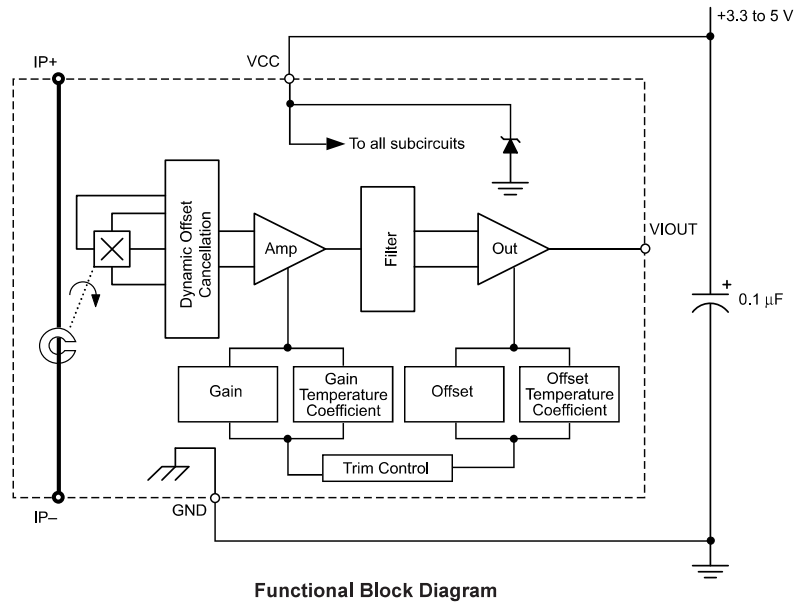 +3.3 to 5 V
IP+
VCC
To all subcircuits
Dynamic Offset
Cancellation
Amp
Filter
Out
VIOUT
+
0.1 µF
Gain
Gain
Temperature
Coefficient
Offset
Offset
Temperature
Coefficient
Trim Control
GND
IP–
Functional Block Diagram